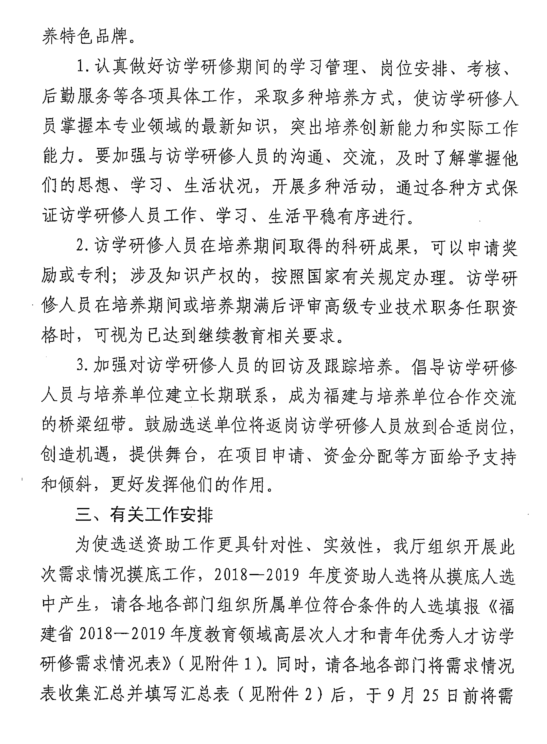 养特色品牌。
1.认真做好访学研修期间的学习管理、岗位安排、考核、
后勤服务等各项具体工作，采取多种培养方式，使访学研修人
员掌握本专业领域的最新知识，突出培养创新能力和实际工作
能力。要加强与访学研修人员的沟通、交流，及时了解掌握他
们的思想、学习、生活状况，开展多种活动，通过各种方式保
证访学研修人员工作、学习、生活平稳有序进行。
2.访学研修人员在培养期间取得的科研成果，可以申请奖
励或专利；涉及知识产权的，按照国家有关规定办理。访学研
修人员在培养期间或培养期满后评审高级专业技术职务任职资
格时，可视为已达到继续教育相关要求。
3.加强对访学研修人员的回访及跟踪培养。倡导访学研修
人员与培养单位建立长期联系，成为福建与培养单位合作交流
的桥梁纽带。鼓励选送单位将返岗访学研修人员放到合适岗位，
创造机遇，提供舞台，在项目申请、资金分配等方面给予支持
和倾斜，更好发挥他们的作用。
三、有关工作安排
为使选送资助工作更具针对性、实效性，我厅组织开展此
次需求情况摸底工作，2018—2019 年度资助人选将从摸底人选
中产生，请各地各部门组织所属单位符合条件的人选填报《福
建省2018—2019年度教育领域高层次人才和青年优秀人才访学
研修需求情况表》（见附件1）。同时，请各地各部门将需求情况
表收集汇总并填写汇总表（见附件2）后，于9月25日前将需